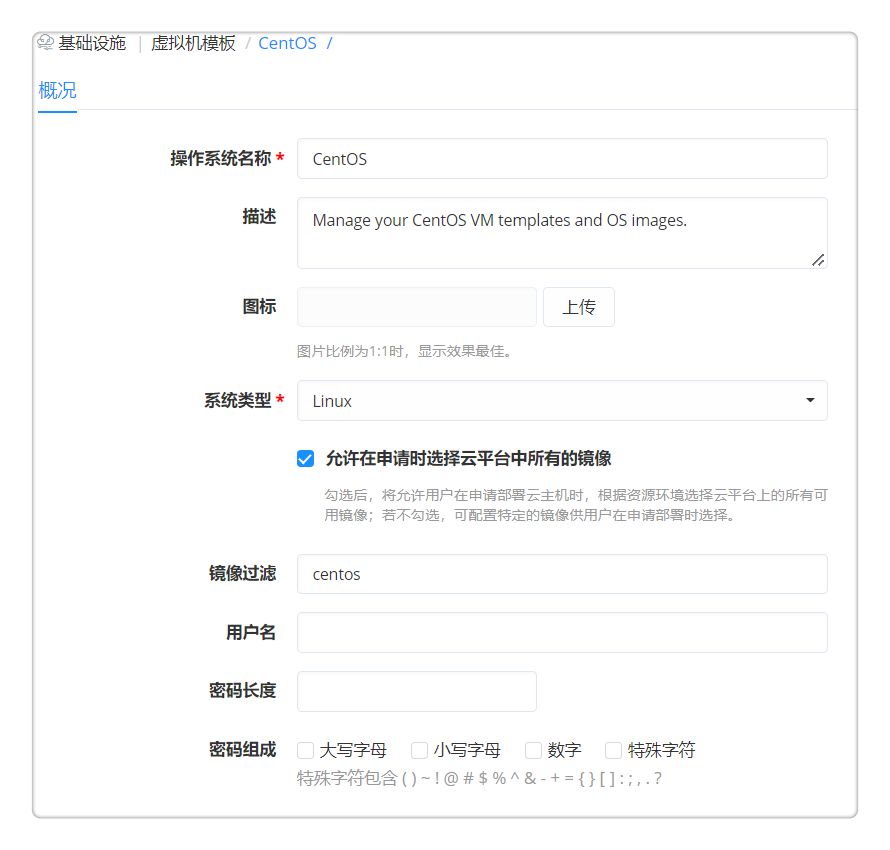 基础设施 | 虚拟机模板 / CentOS /
概况
操作系统名称 * CentOS
描述 Manage your CentOS VM templates and OS images.
图标 上传
图片比例为1:1时，显示效果最佳。
系统类型 * Linux
允许在申请时选择云平台中所有的镜像
勾选后，将允许用户在申请部署云主机时，根据资源环境选择云平台上的所有可
用镜像；若不勾选，可配置特定的镜像供用户在申请部署时选择。
镜像过滤 centos
用户名
密码长度
密码组成 大写字母 小写字母 数字 特殊字符
特殊字符包含 ( ) ~ ! @ # $ % ^ & - + = { } [ ] : ; , . ?